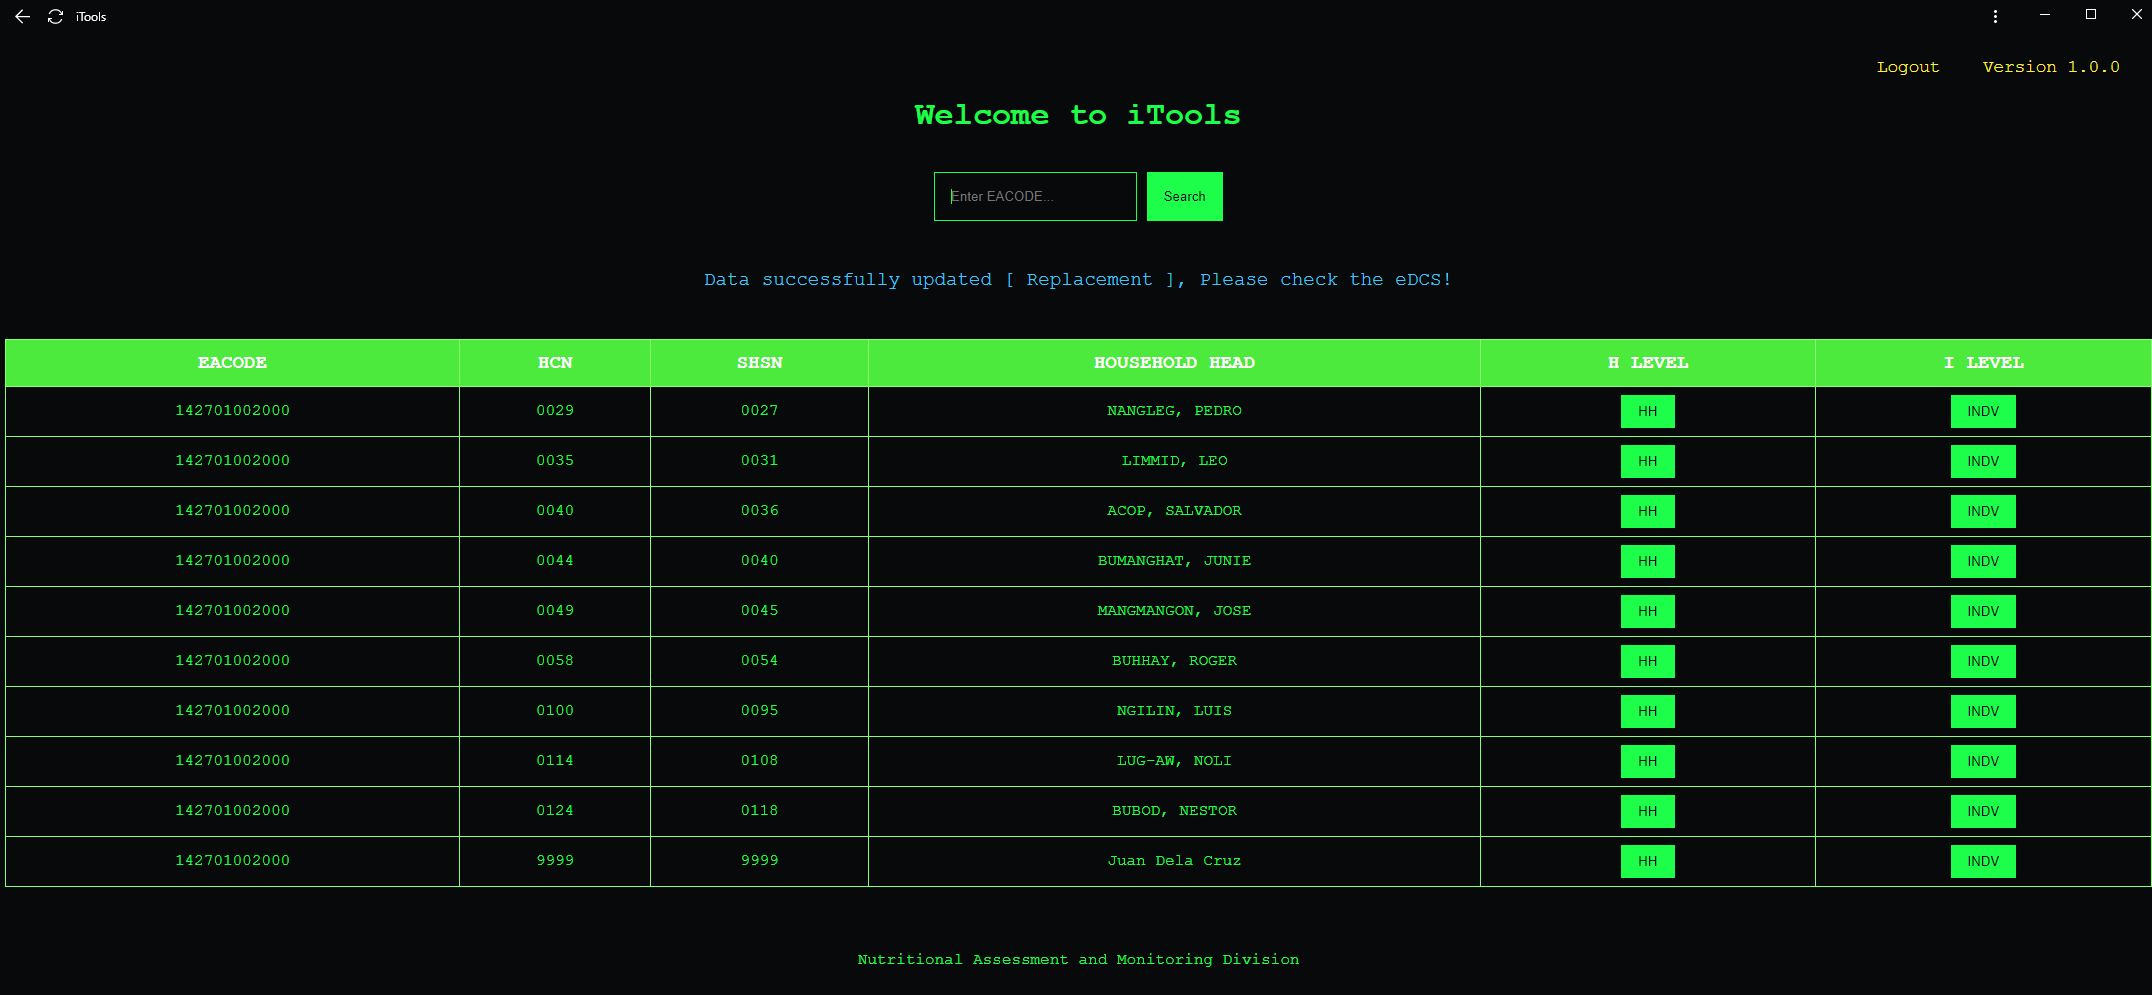 iTools
Logout Version 1.0.0
Welcome to iTools
Enter EACODE... Search
Data successfully updated [ Replacement ], Please check the eDCS!
EACODE HCN SHSN HOUSEHOLD HEAD H LEVEL I LEVEL
142701002000 0029 0027 NANGLEG, PEDRO HH INDV
142701002000 0035 0031 LIMMID, LEO HH INDV
142701002000 0040 0036 ACOP, SALVADOR HH INDV
142701002000 0044 0040 BUMANGHAT, JUNIE HH INDV
142701002000 0049 0045 MANGMANGON, JOSE HH INDV
142701002000 0058 0054 BUHHAY, ROGER HH INDV
142701002000 0100 0095 NGILIN, LUIS HH INDV
142701002000 0114 0108 LUG-AW, NOLI HH INDV
142701002000 0124 0118 BUBOD, NESTOR HH INDV
142701002000 9999 9999 Juan Dela Cruz HH INDV
Nutritional Assessment and Monitoring Division